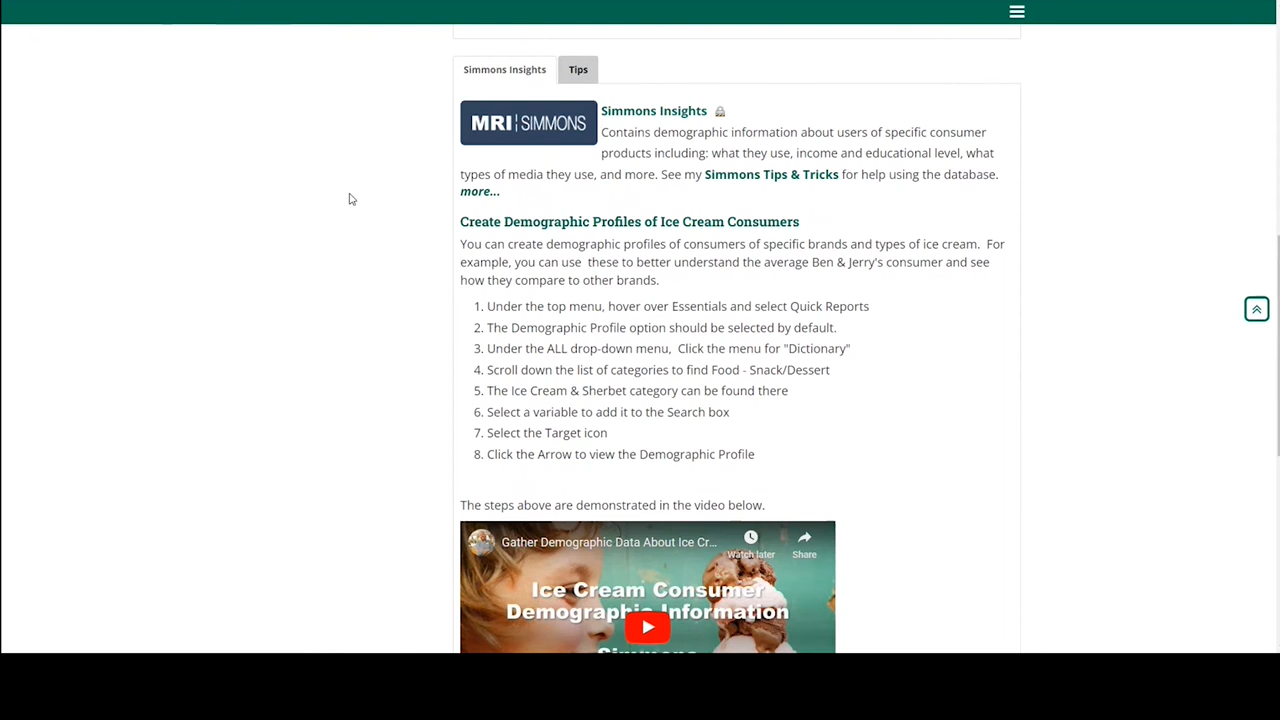 Simmons Insights
Tips
MRI SIMMONS
Simmons Insights
Contains demographic information about users of specific consumer
products including: what they use, income and educational level, what
types of media they use, and more. See my Simmons Tips & Tricks for help using the database.
more...
Create Demographic Profiles of Ice Cream Consumers
You can create demographic profiles of consumers of specific brands and types of ice cream. For
example, you can use these to better understand the average Ben & Jerry's consumer and see
how they compare to other brands.
1. Under the top menu, hover over Essentials and select Quick Reports
2. The Demographic Profile option should be selected by default.
3. Under the ALL drop-down menu, Click the menu for "Dictionary"
4. Scroll down the list of categories to find Food - Snack/Dessert
5. The Ice Cream & Sherbet category can be found there
6. Select a variable to add it to the Search box
7. Select the Target icon
8. Click the Arrow to view the Demographic Profile
The steps above are demonstrated in the video below.
Gather Demographic Data About Ice Cr...
Watch later
Share
Ice Cream Consumer
Demographic Information
Simmons